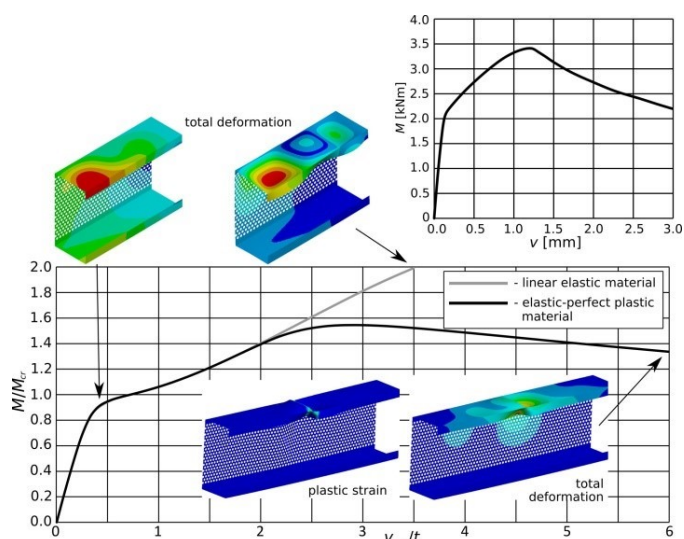 4.0
3.5
3.0
2.5
2.0
1.5
1.0
0.5
0
M [kNm]
0.0 0.5 1.0 1.5 2.0 2.5 3.0
v [mm]
total deformation
2.0
1.8
1.6
1.4
1.2
1.0
0.8
0.6
0.4
0.2
0.0
M/Mcr
- linear elastic material
- elastic-perfect plastic
material
plastic strain
total
deformation
0 1 2 3 4 5 6
v /t